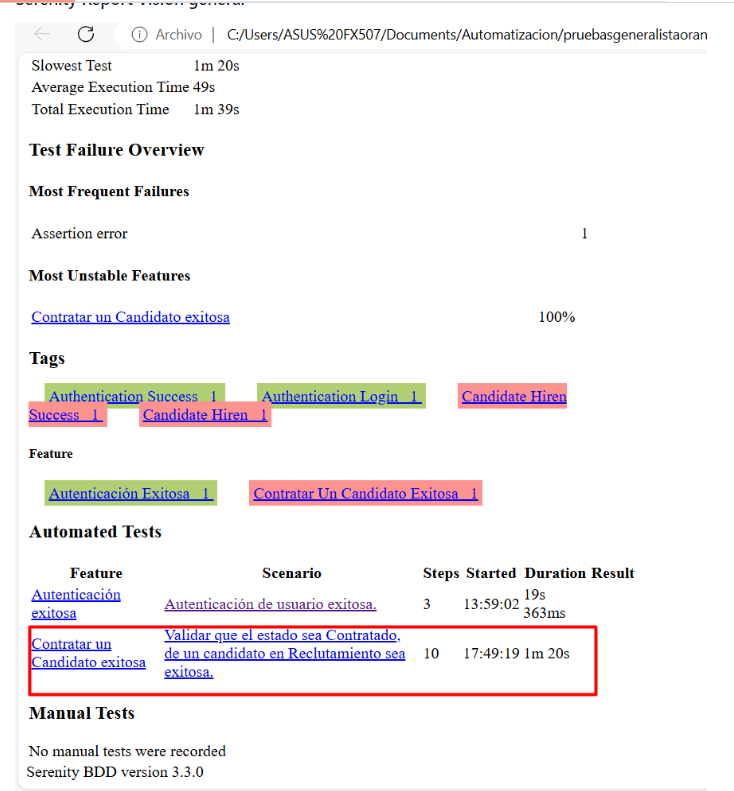 Serenity Report Visión general
Archivo | C:/Users/ASUS%20FX507/Documents/Automatizacion/pruebasgeneralistaoran
Slowest Test 1m 20s
Average Execution Time 49s
Total Execution Time 1m 39s
Test Failure Overview
Most Frequent Failures
Assertion error 1
Most Unstable Features
Contratar un Candidato exitosa 100%
Tags
Authentication Success 1 Authentication Login 1 Candidate Hiren
Success 1 Candidate Hiren 1
Feature
Autenticación Exitosa 1 Contratar Un Candidato Exitosa 1
Automated Tests
Feature Scenario Steps Started Duration Result
Autenticación exitosa Autenticación de usuario exitosa. 3 13:59:02 19s 363ms
Contratar un Candidato exitosa Validar que el estado sea Contratado, de un candidato en Reclutamiento sea exitosa. 10 17:49:19 1m 20s
Manual Tests
No manual tests were recorded
Serenity BDD version 3.3.0